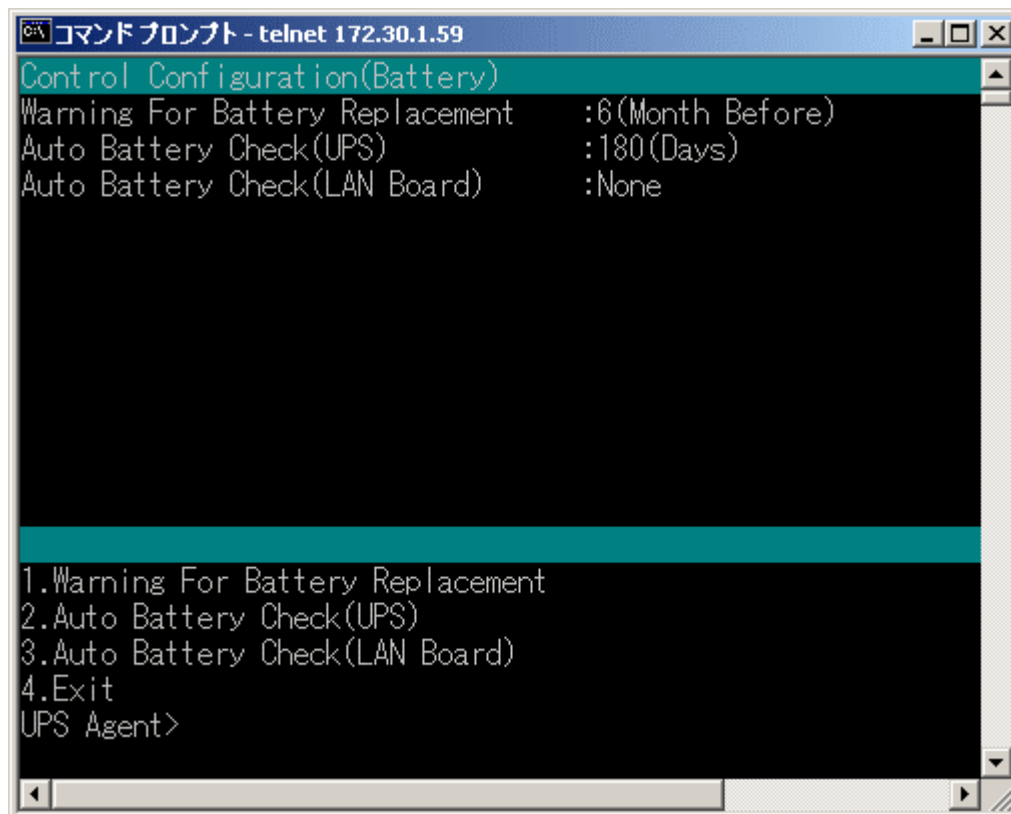 コマンド プロンプト - telnet 172.30.1.59
Control Configuration(Battery)
Warning For Battery Replacement :6(Month Before)
Auto Battery Check(UPS) :180(Days)
Auto Battery Check(LAN Board) :None
1.Warning For Battery Replacement
2.Auto Battery Check(UPS)
3.Auto Battery Check(LAN Board)
4.Exit
UPS Agent>